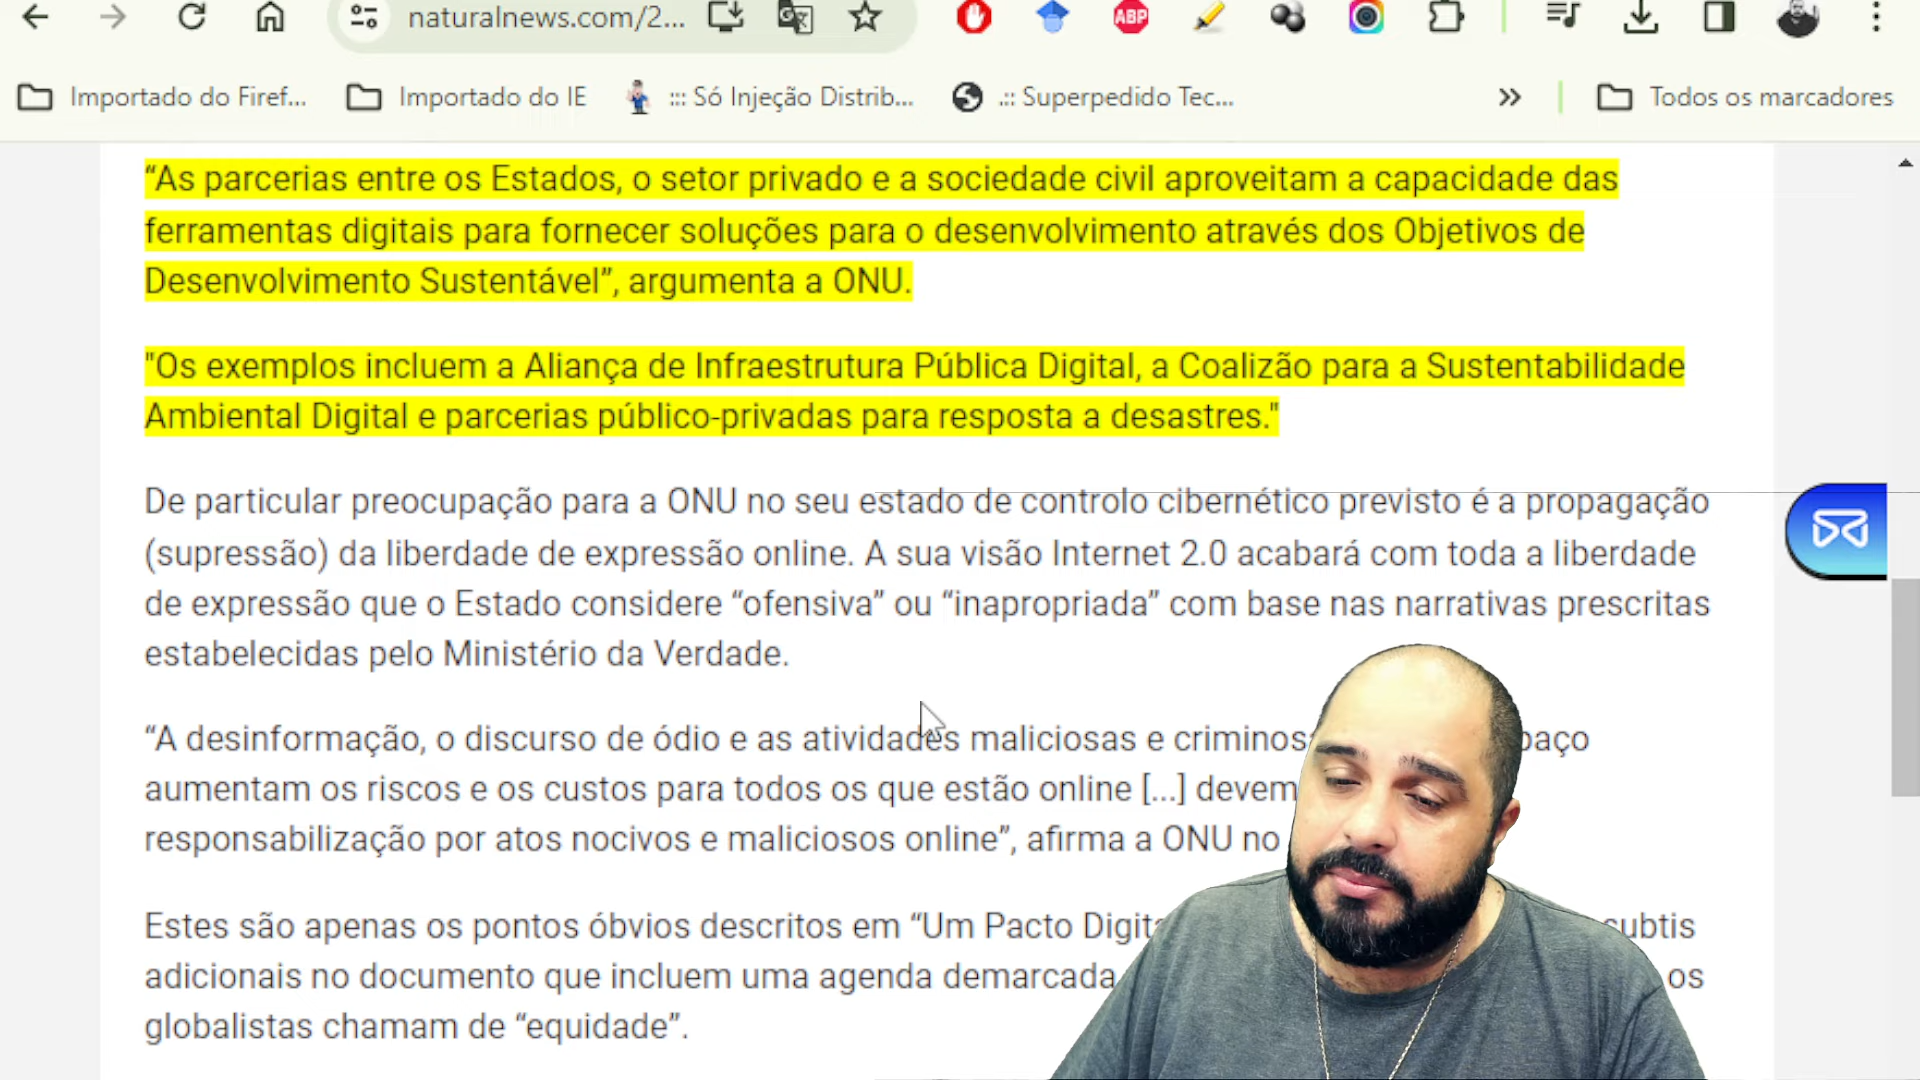 naturalnews.com/2...
ABP
Importado do Firef...
Importado do IE
::: Só Injeção Distrib...
.:: Superpedido Tec...
Todos os marcadores
“As parcerias entre os Estados, o setor privado e a sociedade civil aproveitam a capacidade das
ferramentas digitais para fornecer soluções para o desenvolvimento através dos Objetivos de
Desenvolvimento Sustentável”, argumenta a ONU.
"Os exemplos incluem a Aliança de Infraestrutura Pública Digital, a Coalizão para a Sustentabilidade
Ambiental Digital e parcerias público-privadas para resposta a desastres."
De particular preocupação para a ONU no seu estado de controlo cibernético previsto é a propagação
(supressão) da liberdade de expressão online. A sua visão Internet 2.0 acabará com toda a liberdade
de expressão que o Estado considere “ofensiva” ou “inapropriada” com base nas narrativas prescritas
estabelecidas pelo Ministério da Verdade.
“A desinformação, o discurso de ódio e as atividades maliciosas e
aumentam os riscos e os custos para todos os que estão online [...] devem
responsabilização por atos nocivos e maliciosos online”, afirma a ONU no
Estes são apenas os pontos óbvios descritos em “Um Pacto subtis
adicionais no documento que incluem uma agenda demarcada os
globalistas chamam de “equidade”.